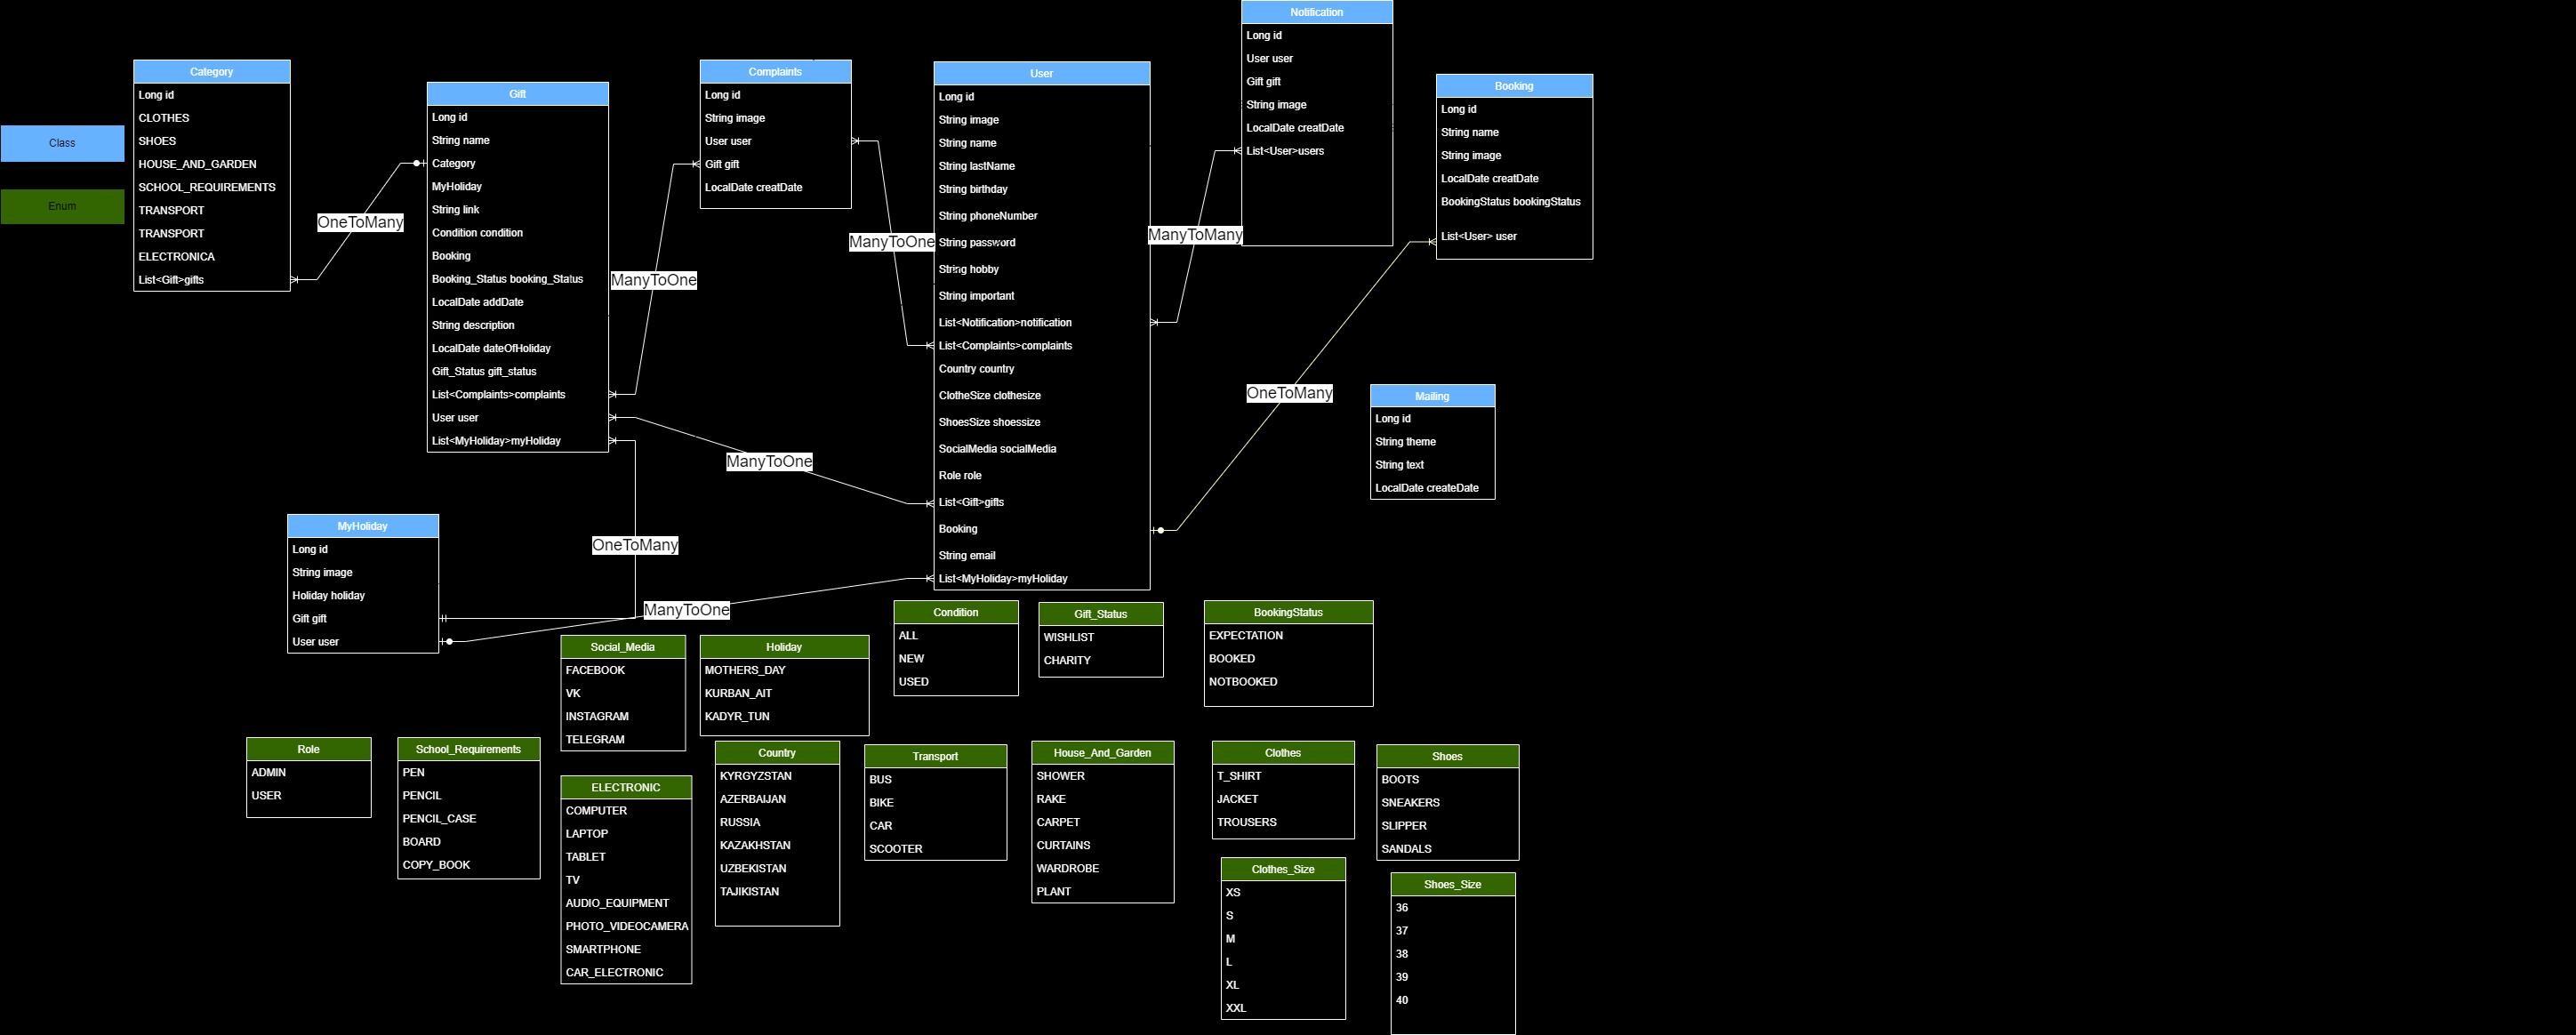 Class
Enum
Category
Long id
CLOTHES
SHOES
HOUSE_AND_GARDEN
SCHOOL_REQUIREMENTS
TRANSPORT
TRANSPORT
ELECTRONICA
List<Gift>gifts
OneToMany
Gift
Long id
String name
Category
MyHoliday
String link
Condition condition
Booking
Booking_Status booking_Status
LocalDate addDate
String description
LocalDate dateOfHoliday
Gift_Status gift_status
List<Complaints>complaints
User user
List<MyHoliday>myHoliday
ManyToOne
Complaints
Long id
String image
User user
Gift gift
LocalDate creatDate
ManyToOne
User
Long id
String image
String name
String lastName
String birthday
String phoneNumber
String password
String hobby
String important
List<Notification>notification
List<Complaints>complaints
Country country
ClotheSize clothesize
ShoesSize shoessize
SocialMedia socialMedia
Role role
List<Gift>gifts
Booking
String email
List<MyHoliday>myHoliday
ManyToMany
Notification
Long id
User user
Gift gift
String image
LocalDate creatDate
List<User>users
Booking
Long id
String name
String image
LocalDate creatDate
BookingStatus bookingStatus
List<User> user
OneToMany
Mailing
Long id
String theme
String text
LocalDate createDate
ManyToOne
OneToMany
ManyToOne
MyHoliday
Long id
String image
Holiday holiday
Gift gift
User user
Social_Media
FACEBOOK
VK
INSTAGRAM
TELEGRAM
Holiday
MOTHERS_DAY
KURBAN_AIT
KADYR_TUN
Condition
ALL
NEW
USED
Gift_Status
WISHLIST
CHARITY
BookingStatus
EXPECTATION
BOOKED
NOTBOOKED
Role
ADMIN
USER
School_Requirements
PEN
PENCIL
PENCIL_CASE
BOARD
COPY_BOOK
ELECTRONIC
COMPUTER
LAPTOP
TABLET
TV
AUDIO_EQUIPMENT
PHOTO_VIDEOCAMERA
SMARTPHONE
CAR_ELECTRONIC
Country
KYRGYZSTAN
AZERBAIJAN
RUSSIA
KAZAKHSTAN
UZBEKISTAN
TAJIKISTAN
Transport
BUS
BIKE
CAR
SCOOTER
House_And_Garden
SHOWER
RAKE
CARPET
CURTAINS
WARDROBE
PLANT
Clothes
T_SHIRT
JACKET
TROUSERS
Shoes
BOOTS
SNEAKERS
SLIPPER
SANDALS
Clothes_Size
XS
S
M
L
XL
XXL
Shoes_Size
36
37
38
39
40